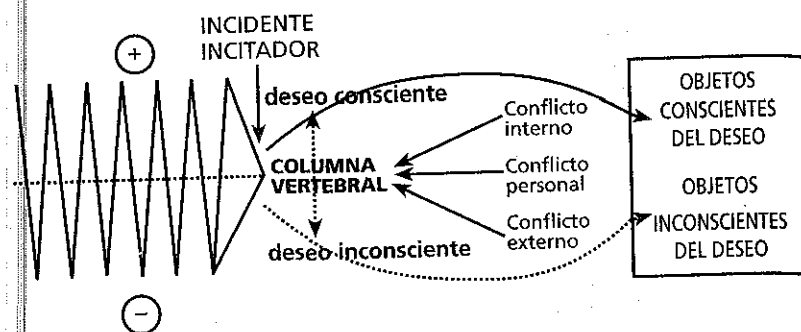 INCIDENTE
INCITADOR
+
deseo consciente
Conflicto
interno
COLUMNA
VERTEBRAL
Conflicto
personal
Conflicto
externo
deseo inconsciente
−
OBJETOS
CONSCIENTES
DEL DESEO
OBJETOS
INCONSCIENTES
DEL DESEO